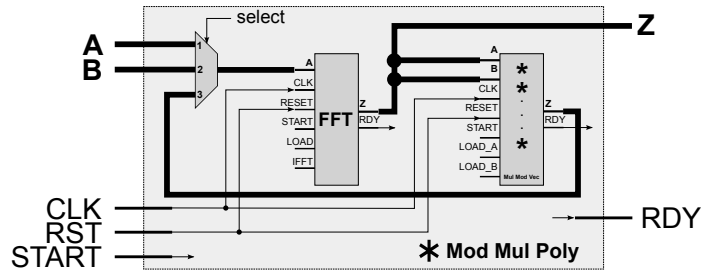 select
Z
A
B
1
2
3
A
CLK
RESET
START
LOAD
IFFT
FFT
Z
RDY
A
B
CLK
RESET
START
LOAD_A
LOAD_B
*
*
.
.
.
*
Mul Mod Vec
Z
RDY
CLK
RST
START
RDY
* Mod Mul Poly